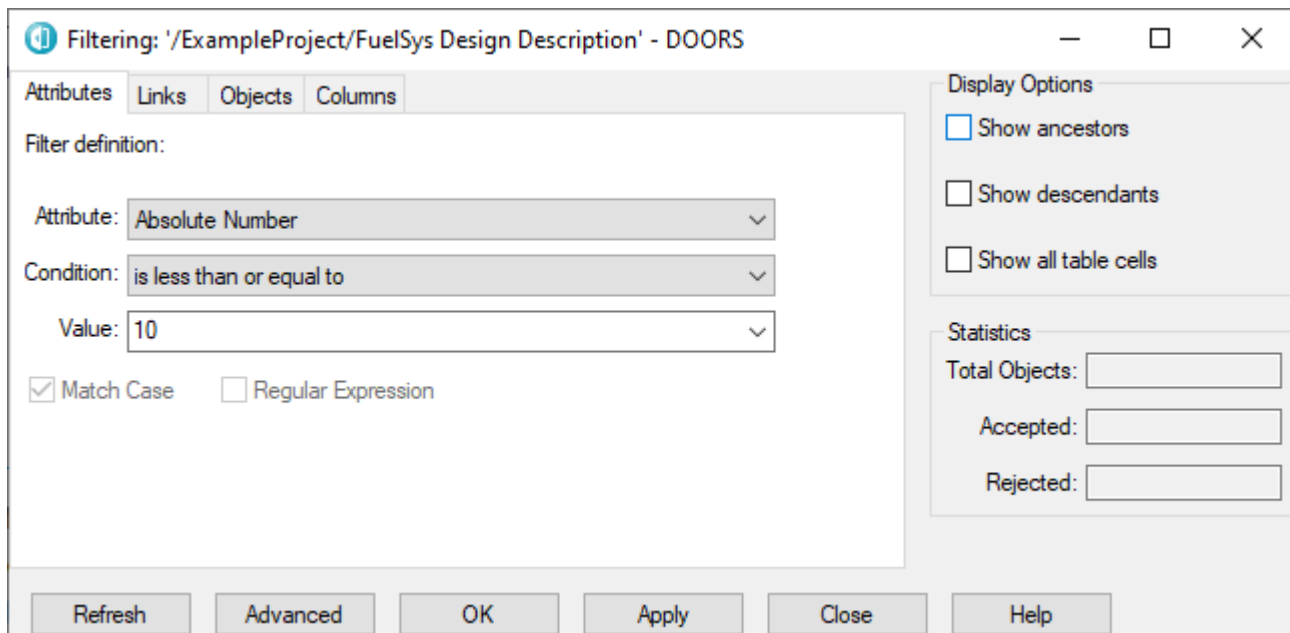 Filtering: '/ExampleProject/FuelSys Design Description' - DOORS
Attributes Links Objects Columns
Filter definition:
Attribute: Absolute Number
Condition: is less than or equal to
Value: 10
Match Case Regular Expression
Display Options
Show ancestors
Show descendants
Show all table cells
Statistics
Total Objects:
Accepted:
Rejected:
Refresh Advanced OK Apply Close Help